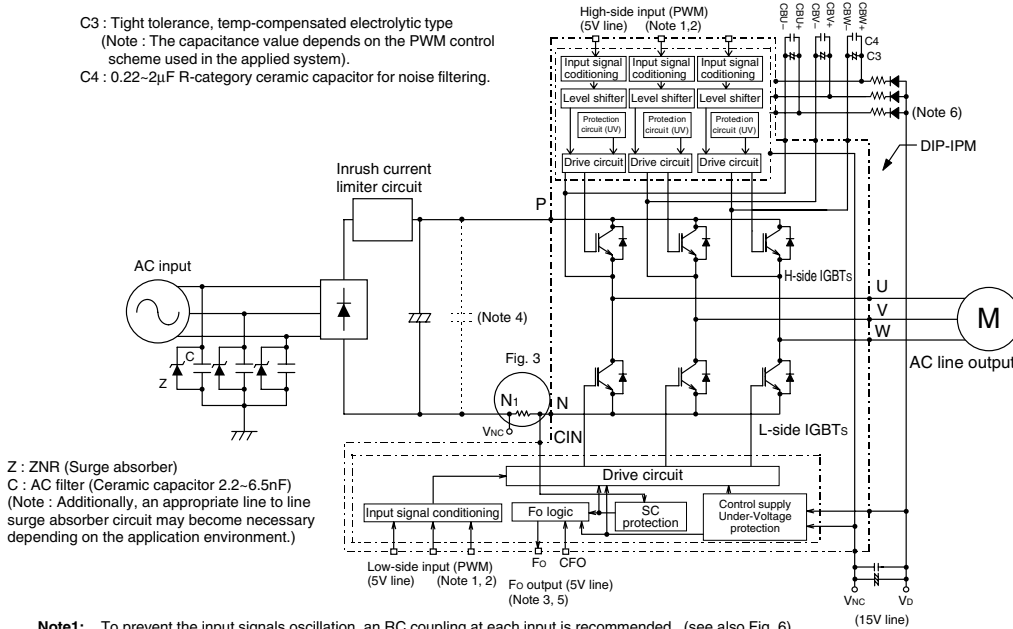 C3 : Tight tolerance, temp-compensated electrolytic type
(Note : The capacitance value depends on the PWM control
scheme used in the applied system).
C4 : 0.22~2μF R-category ceramic capacitor for noise filtering.
High-side input (PWM)
(5V line) (Note 1,2)
CBU–
CBU+
CBV–
CBV+
CBW–
CBW+
C4
C3
Input signal coditioning
Input signal coditioning
Input signal coditioning
Level shifter
Level shifter
Level shifter
Protection circuit (UV)
Protection circuit (UV)
Protection circuit (UV)
Drive circuit
Drive circuit
Drive circuit
(Note 6)
DIP-IPM
Inrush current
limiter circuit
P
AC input
H-side IGBTs
U
V
W
M
AC line output
(Note 4)
C
Z
Fig. 3
N1
N
VNC
CIN
L-side IGBTs
Z : ZNR (Surge absorber)
C : AC filter (Ceramic capacitor 2.2~6.5nF)
(Note : Additionally, an appropriate line to line
surge absorber circuit may become necessary
depending on the application environment.)
Drive circuit
Input signal conditioning
Fo logic
SC
protection
Control supply
Under-Voltage
protection
Low-side input (PWM)
(5V line) (Note 1, 2)
FO
CFO
FO output (5V line)
(Note 3, 5)
VNC
VD
(15V line)
Note1: To prevent the input signals oscillation, an RC coupling at each input is recommended. (see also Fig. 6)